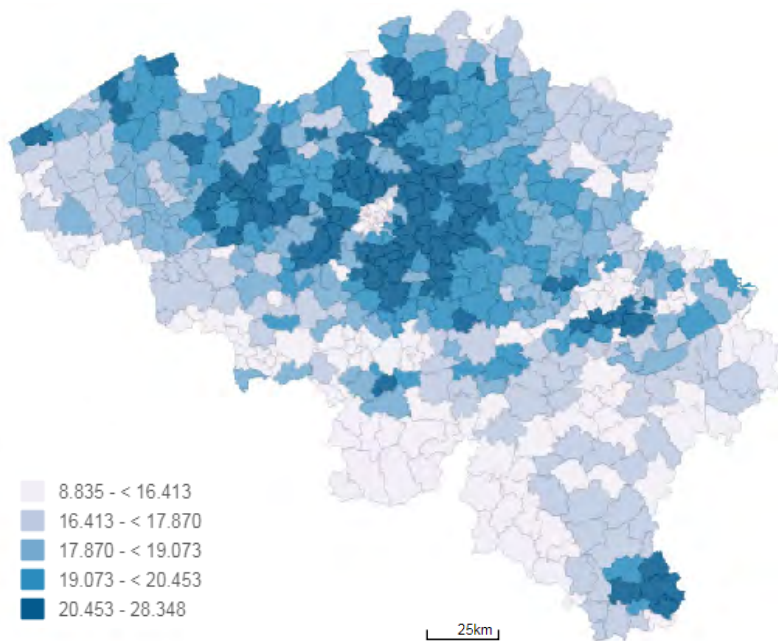 8.835 - < 16.413
16.413 - < 17.870
17.870 - < 19.073
19.073 - < 20.453
20.453 - 28.348
25km